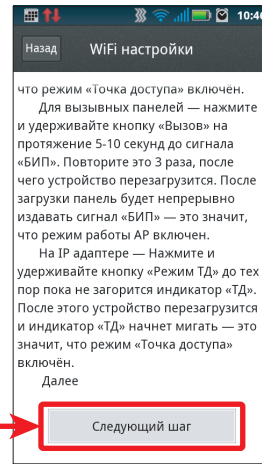 10:46
Назад
WiFi настройки
что режим «Точка доступа» включён.
Для вызывных панелей — нажмите
и удерживайте кнопку «Вызов» на
протяжение 5-10 секунд до сигнала
«БИП». Повторите это 3 раза, после
чего устройство перезагрузится. После
загрузки панель будет непрерывно
издавать сигнал «БИП» — это значит,
что режим работы AP включен.
На IP адаптере — Нажмите и
удерживайте кнопку «Режим ТД» до тех
пор пока не загорится индикатор «ТД».
После этого устройство перезагрузится
и индикатор «ТД» начнет мигать — это
значит, что режим «Точка доступа»
включён.
Далее
Следующий шаг